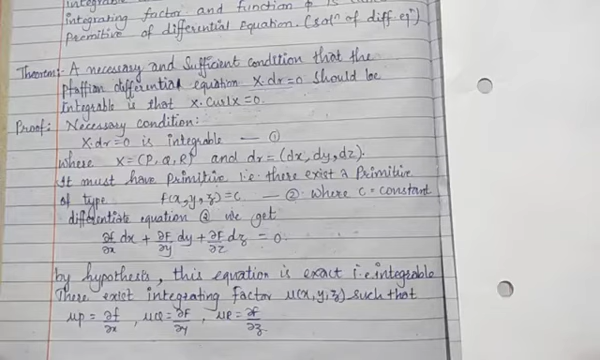 integrating factor and function φ is
primitive of differential Equation. (solⁿ of diff eqⁿ)
Theorem:- A necessary and Sufficient condition that the
Pfaffian differential equation X.dr=0 should be
Integrable is that X.CurlX=0.
Proof: Necessary condition:
X.dr=0 is integrable — ①
where X=(P,Q,R) and dr=(dx,dy,dz).
It must have primitive i.e there exist a Primitive
of type f(x,y,z)=c — ② where c=constant
differentiate equation ② we get
∂f/∂x dx + ∂F/∂y dy + ∂F/∂z dz = 0
by hypothesis, this equation is exact i.e. integrable
There exist integrating factor μ(x,y,z) such that
μP = ∂f/∂x , μQ = ∂F/∂y , μR = ∂f/∂z